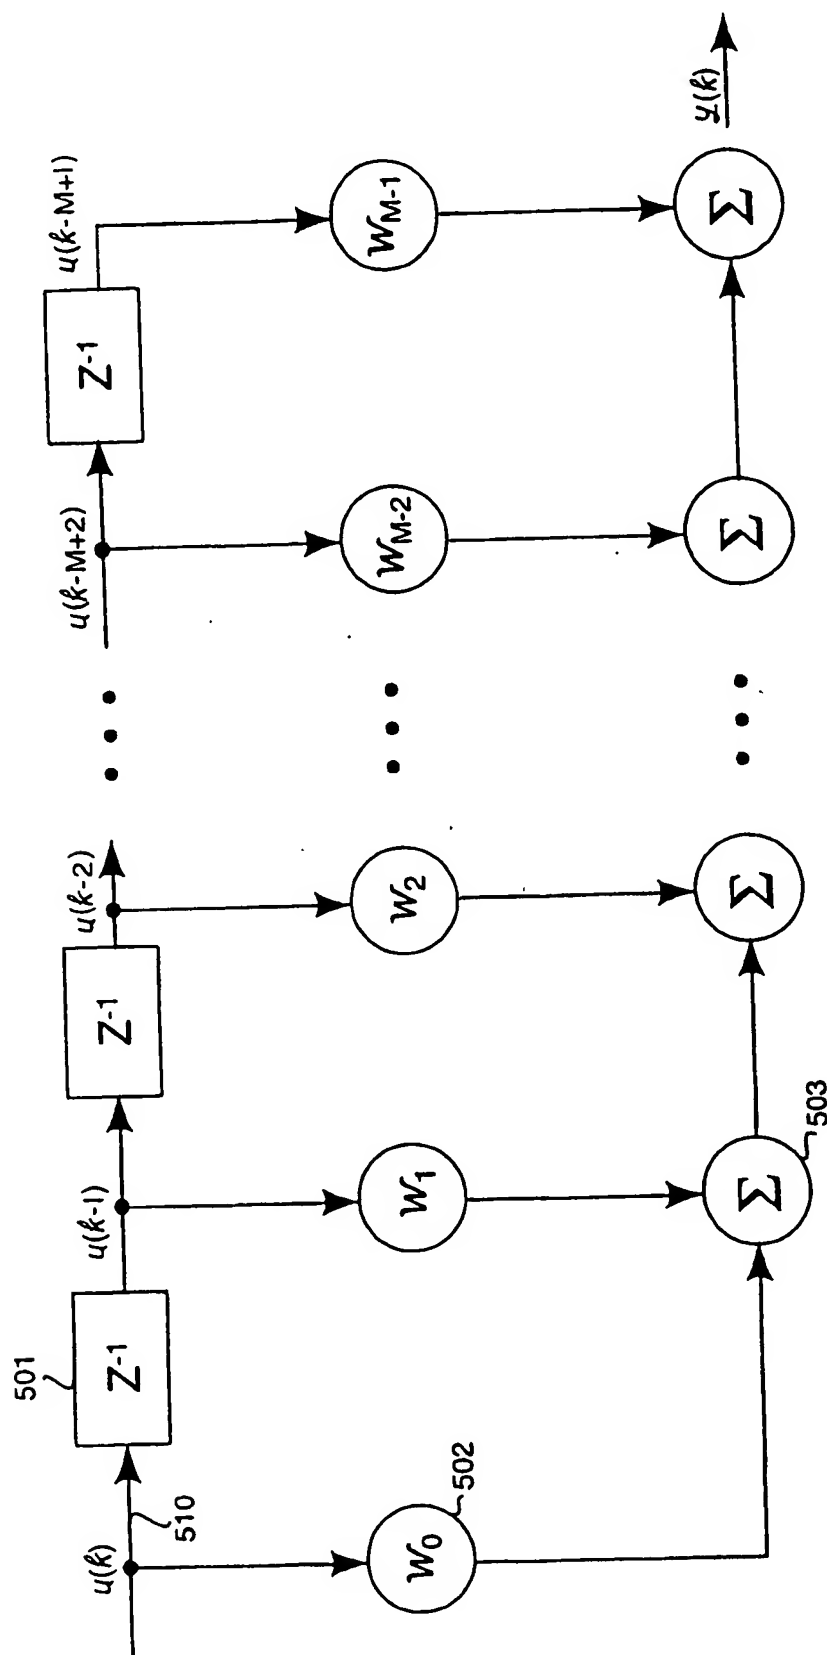 u(k)
u(k-1)
u(k-2)
u(k-M+2)
u(k-M+1)
510
501
Z-1
Z-1
Z-1
W0
502
W1
W2
WM-2
WM-1
Σ
503
Σ
Σ
Σ
y(k)